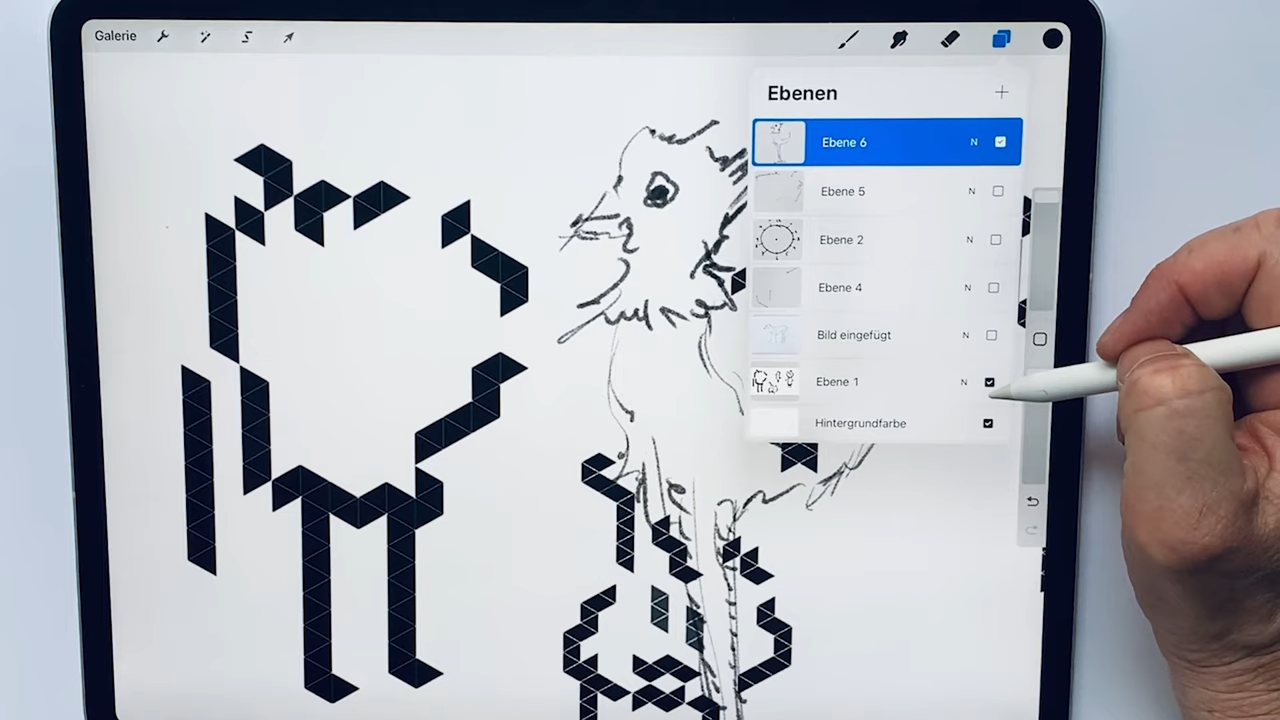 Galerie
Ebenen
Ebene 6 N
Ebene 5 N
Ebene 2 N
Ebene 4 N
Bild eingefügt N
Ebene 1 N
Hintergrundfarbe